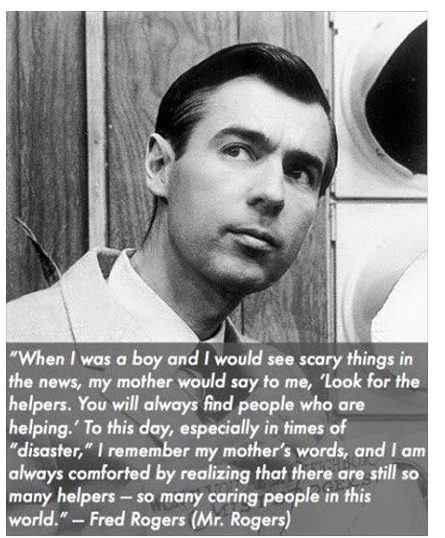 “When I was a boy and I would see scary things in
the news, my mother would say to me, ‘Look for the
helpers. You will always find people who are
helping.’ To this day, especially in times of
“disaster,” I remember my mother’s words, and I am
always comforted by realizing that there are still so
many helpers – so many caring people in this
world.” – Fred Rogers (Mr. Rogers)